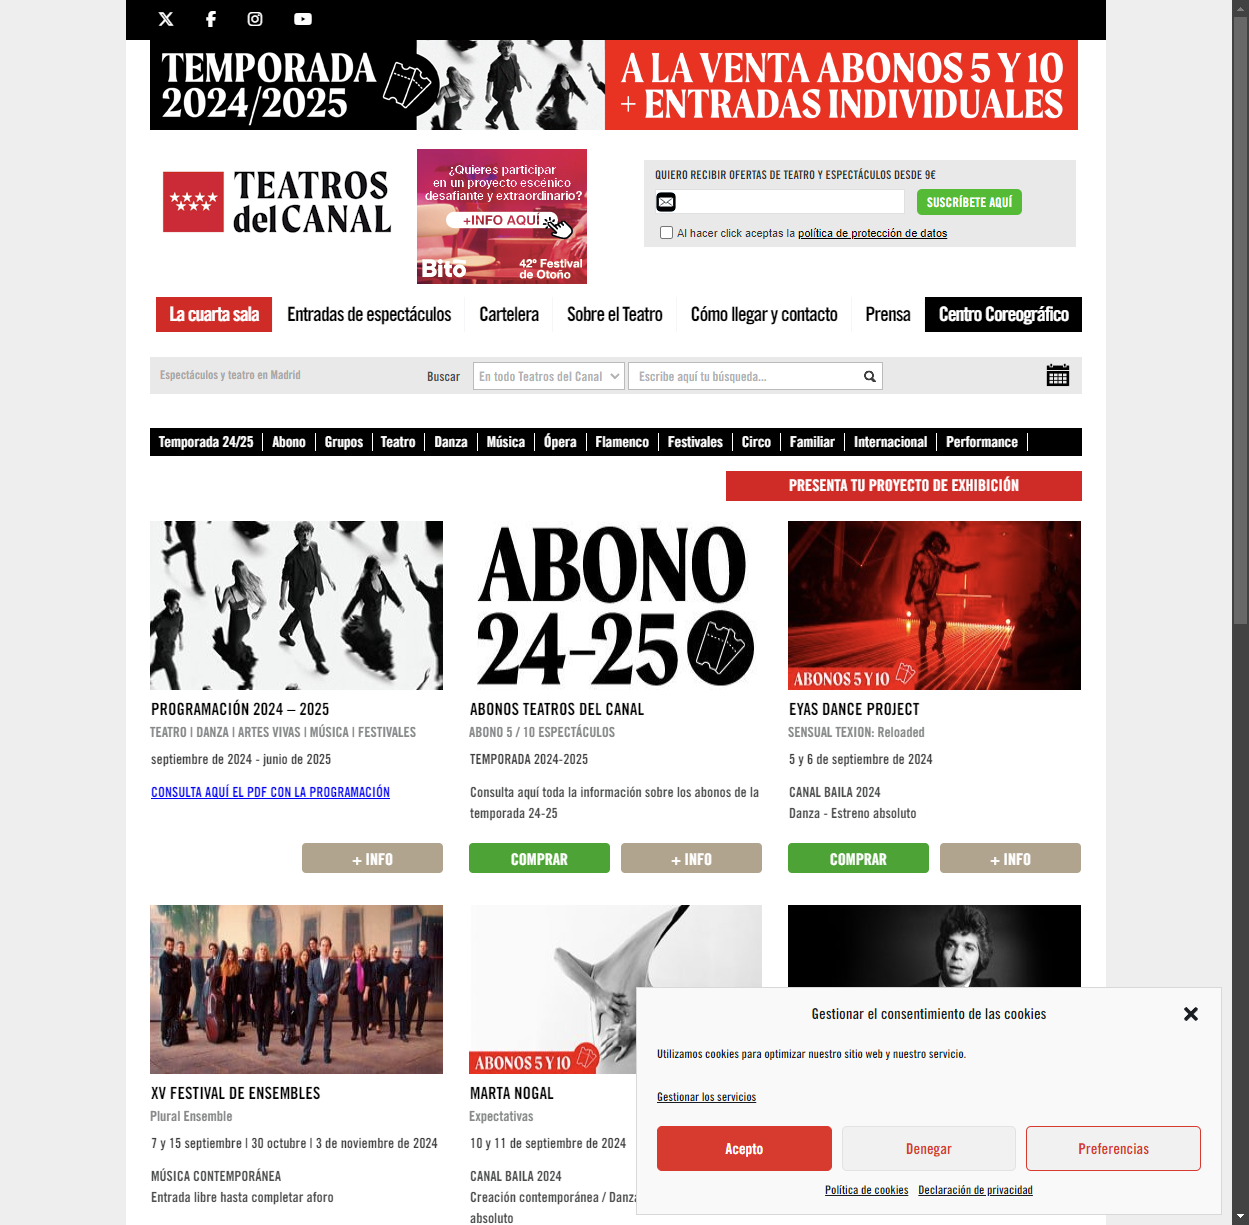 TEMPORADA
2024/2025
A LA VENTA ABONOS 5 Y 10
+ ENTRADAS INDIVIDUALES
TEATROS
del CANAL
¿Quieres participar
en un proyecto escénico
desafiante y extraordinario?
+INFO AQUÍ
Bitò
42º Festival
de Otoño
QUIERO RECIBIR OFERTAS DE TEATRO Y ESPECTÁCULOS DESDE 9€
SUSCRÍBETE AQUÍ
Al hacer click aceptas la política de protección de datos
La cuarta sala
Entradas de espectáculos
Cartelera
Sobre el Teatro
Cómo llegar y contacto
Prensa
Centro Coreográfico
Espectáculos y teatro en Madrid
Buscar
En todo Teatros del Canal
Escribe aquí tu búsqueda...
Temporada 24/25
Abono
Grupos
Teatro
Danza
Música
Ópera
Flamenco
Festivales
Circo
Familiar
Internacional
Performance
PRESENTA TU PROYECTO DE EXHIBICIÓN
PROGRAMACIÓN 2024 – 2025
TEATRO | DANZA | ARTES VIVAS | MÚSICA | FESTIVALES
septiembre de 2024 - junio de 2025
CONSULTA AQUÍ EL PDF CON LA PROGRAMACIÓN
+ INFO
ABONO
24-25
ABONOS TEATROS DEL CANAL
ABONO 5 / 10 ESPECTÁCULOS
TEMPORADA 2024-2025
Consulta aquí toda la información sobre los abonos de la
temporada 24-25
COMPRAR
+ INFO
ABONOS 5 Y 10
EYAS DANCE PROJECT
SENSUAL TEXION: Reloaded
5 y 6 de septiembre de 2024
CANAL BAILA 2024
Danza - Estreno absoluto
COMPRAR
+ INFO
XV FESTIVAL DE ENSEMBLES
Plural Ensemble
7 y 15 septiembre | 30 octubre | 3 de noviembre de 2024
MÚSICA CONTEMPORÁNEA
Entrada libre hasta completar aforo
ABONOS 5 Y 10
MARTA NOGAL
Expectativas
10 y 11 de septiembre de 2024
CANAL BAILA 2024
Creación contemporánea / Danza
absoluto
Gestionar el consentimiento de las cookies
Utilizamos cookies para optimizar nuestro sitio web y nuestro servicio.
Gestionar los servicios
Acepto
Denegar
Preferencias
Política de cookies
Declaración de privacidad